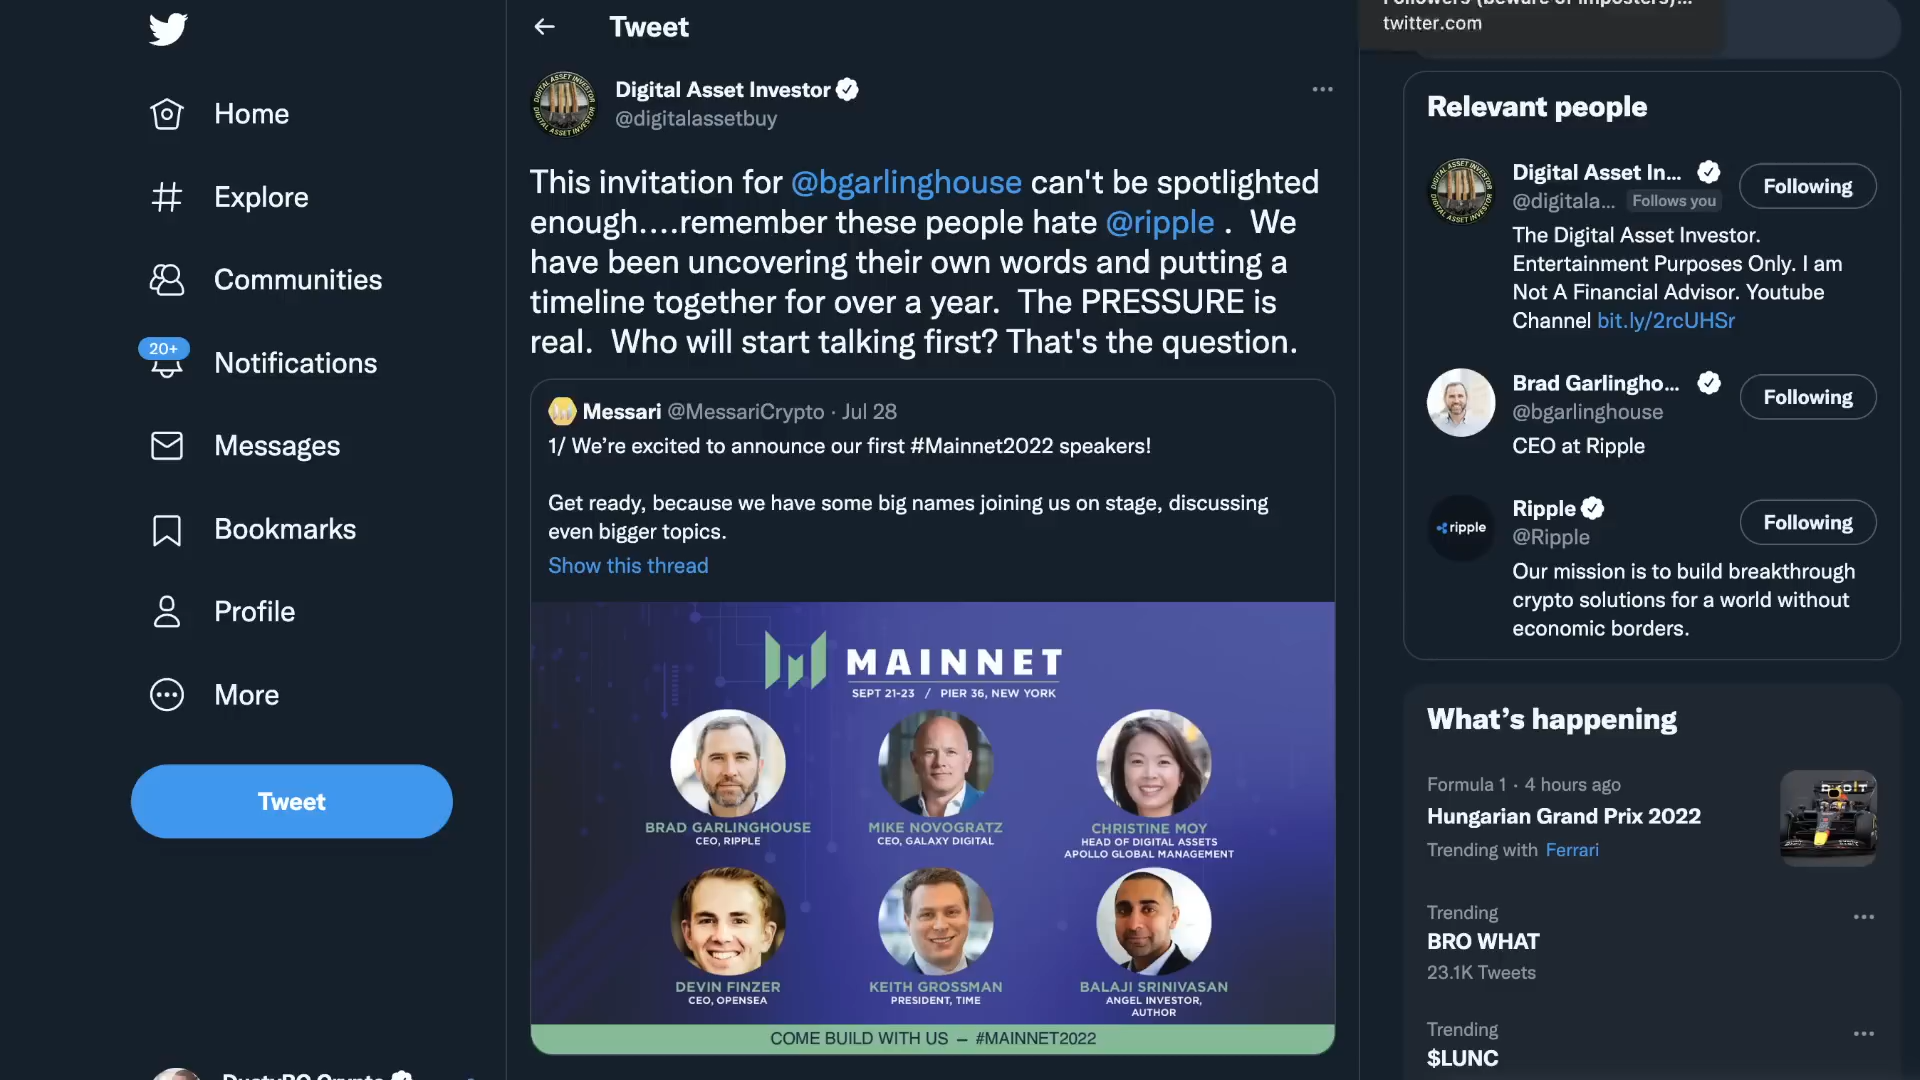 Home
Explore
Communities
20+
Notifications
Messages
Bookmarks
Profile
More
Tweet
Tweet
Digital Asset Investor
@digitalassetbuy
This invitation for @bgarlinghouse can't be spotlighted
enough....remember these people hate @ripple .  We
have been uncovering their own words and putting a
timeline together for over a year.  The PRESSURE is
real.  Who will start talking first? That's the question.
Messari @MessariCrypto · Jul 28
1/ We’re excited to announce our first #Mainnet2022 speakers!
Get ready, because we have some big names joining us on stage, discussing
even bigger topics.
Show this thread
MAINNET
SEPT 21-23 / PIER 36, NEW YORK
BRAD GARLINGHOUSE
CEO, RIPPLE
MIKE NOVOGRATZ
CEO, GALAXY DIGITAL
CHRISTINE MOY
HEAD OF DIGITAL ASSETS
APOLLO GLOBAL MANAGEMENT
DEVIN FINZER
CEO, OPENSEA
KEITH GROSSMAN
PRESIDENT, TIME
BALAJI SRINIVASAN
ANGEL INVESTOR,
AUTHOR
COME BUILD WITH US – #MAINNET2022
twitter.com
Relevant people
Digital Asset In...
Following
@digitala...
Follows you
The Digital Asset Investor.
Entertainment Purposes Only. I am
Not A Financial Advisor. Youtube
Channel bit.ly/2rcUHSr
Brad Garlingho...
Following
@bgarlinghouse
CEO at Ripple
ripple
Ripple
Following
@Ripple
Our mission is to build breakthrough
crypto solutions for a world without
economic borders.
What’s happening
Formula 1 · 4 hours ago
Hungarian Grand Prix 2022
Trending with Ferrari
Trending
BRO WHAT
23.1K Tweets
Trending
$LUNC